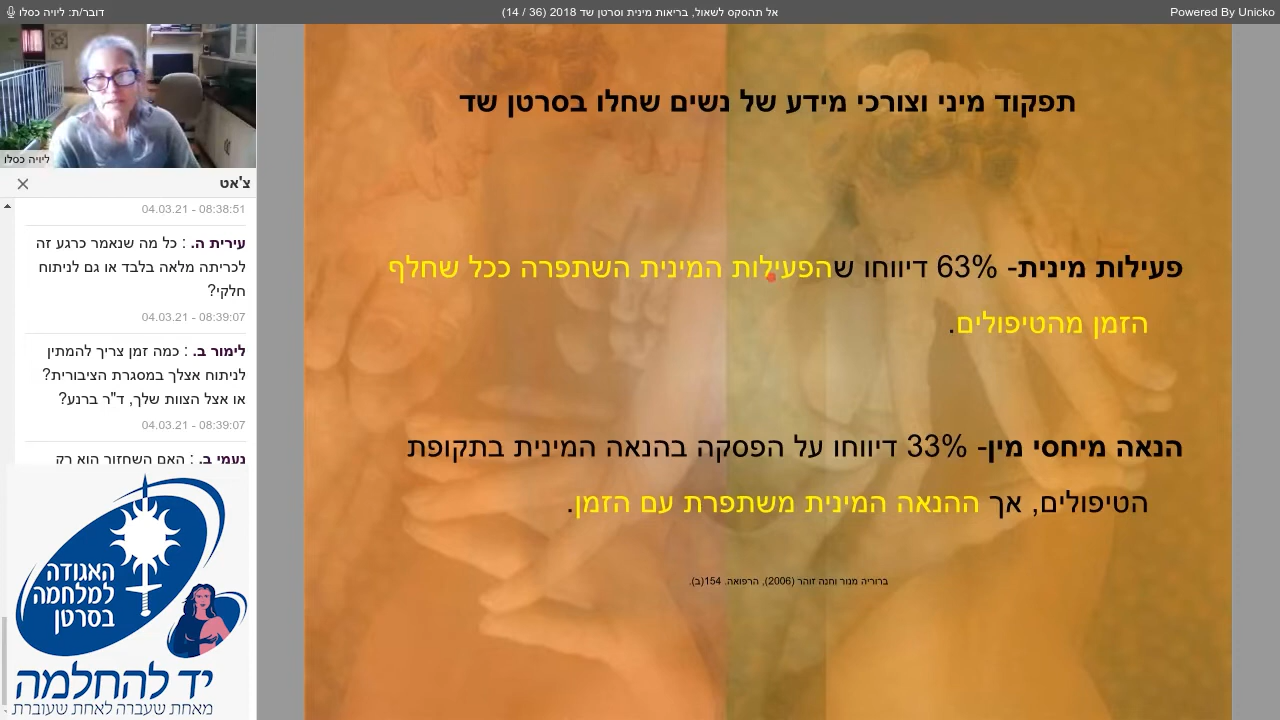 דובר/ת: ליויה כסלו
אל תהסקס לשאול, בריאות מינית וסרטן שד 2018 (36 / 14)
Powered By Unicko
ליויה כסלו
צ'אט
04.03.21 - 08:38:51
עירית ה. : כל מה שנאמר כרגע זה
לכריתה מלאה בלבד או גם לניתוח
חלקי?
04.03.21 - 08:39:07
לימור ב. : כמה זמן צריך להמתין
לניתוח אצלך במסגרת הציבורית?
או אצל הצוות שלך, ד"ר ברנע?
04.03.21 - 08:39:07
נעמי ב. : האם השחזור הוא רק
האגודה
למלחמה
בסרטן
יד להחלמה
מאחת שעברה לאחת שעוברת
תפקוד מיני וצורכי מידע של נשים שחלו בסרטן שד
פעילות מינית- 63% דיווחו שהפעילות המינית השתפרה ככל שחלף
הזמן מהטיפולים.
הנאה מיחסי מין- 33% דיווחו על הפסקה בהנאה המינית בתקופת
הטיפולים, אך ההנאה המינית משתפרת עם הזמן.
ברוריה מנור וחנה זוהר (2006), הרפואה. 154(ב).